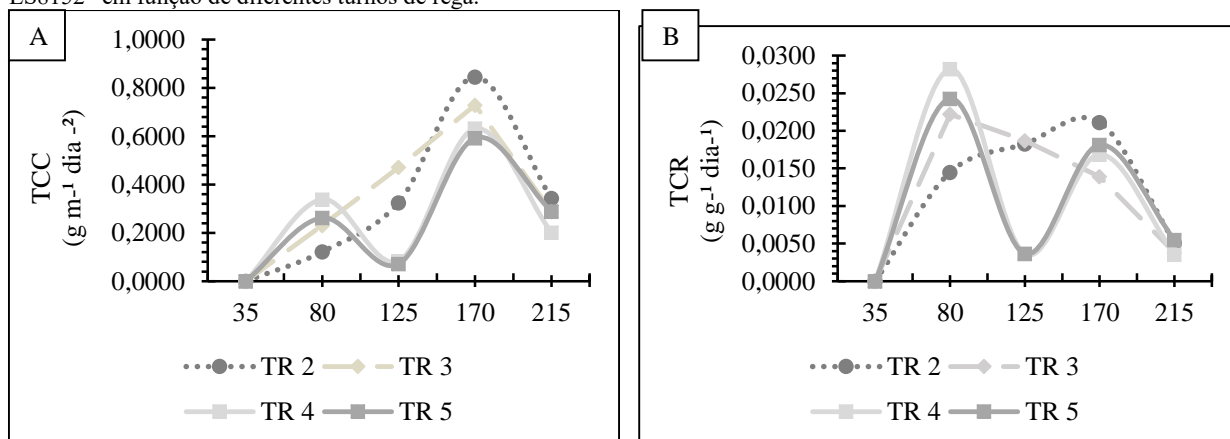 ES8152" em função de diferentes turnos de rega.
A
TCC
(g m-¹ dia -²)
1,0000
0,8000
0,6000
0,4000
0,2000
0,0000
35 80 125 170 215
TR 2 TR 3
TR 4 TR 5
B
TCR
(g g-¹ dia-¹)
0,0300
0,0250
0,0200
0,0150
0,0100
0,0050
0,0000
35 80 125 170 215
TR 2 TR 3
TR 4 TR 5